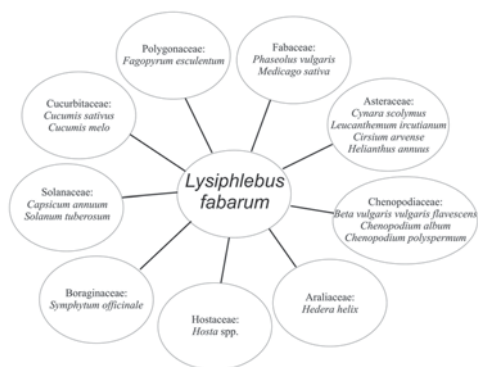 Polygonaceae:
Fagopyrum esculentum
Fabaceae:
Phaseolus vulgaris
Medicago sativa
Cucurbitaceae:
Cucumis sativus
Cucumis melo
Asteraceae:
Cynara scolymus
Leucanthemum ircutianum
Cirsium arvense
Helianthus annuus
Lysiphlebus
fabarum
Solanaceae:
Capsicum annuum
Solanum tuberosum
Chenopodiaceae:
Beta vulgaris vulgaris flavescens
Chenopodium album
Chenopodium polyspermum
Boraginaceae:
Symphytum officinale
Araliaceae:
Hedera helix
Hostaceae:
Hosta spp.